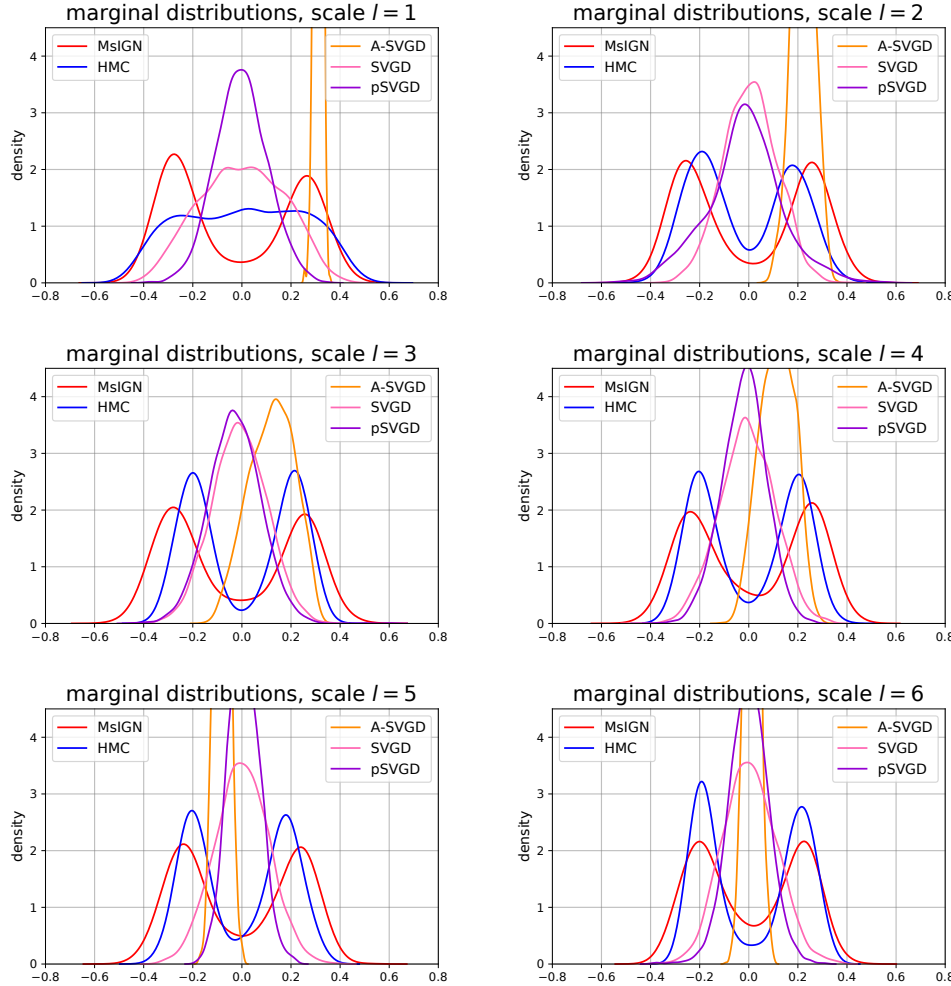 marginal distributions, scale l = 1
MsIGN
HMC
A-SVGD
SVGD
pSVGD
density
4
3
2
1
0
−0.8 −0.6 −0.4 −0.2 0.0 0.2 0.4 0.6 0.8
marginal distributions, scale l = 2
MsIGN
HMC
A-SVGD
SVGD
pSVGD
density
4
3
2
1
0
−0.8 −0.6 −0.4 −0.2 0.0 0.2 0.4 0.6 0.8
marginal distributions, scale l = 3
MsIGN
HMC
A-SVGD
SVGD
pSVGD
density
4
3
2
1
0
−0.8 −0.6 −0.4 −0.2 0.0 0.2 0.4 0.6 0.8
marginal distributions, scale l = 4
MsIGN
HMC
A-SVGD
SVGD
pSVGD
density
4
3
2
1
0
−0.8 −0.6 −0.4 −0.2 0.0 0.2 0.4 0.6 0.8
marginal distributions, scale l = 5
MsIGN
HMC
A-SVGD
SVGD
pSVGD
density
4
3
2
1
0
−0.8 −0.6 −0.4 −0.2 0.0 0.2 0.4 0.6 0.8
marginal distributions, scale l = 6
MsIGN
HMC
A-SVGD
SVGD
pSVGD
density
4
3
2
1
0
−0.8 −0.6 −0.4 −0.2 0.0 0.2 0.4 0.6 0.8